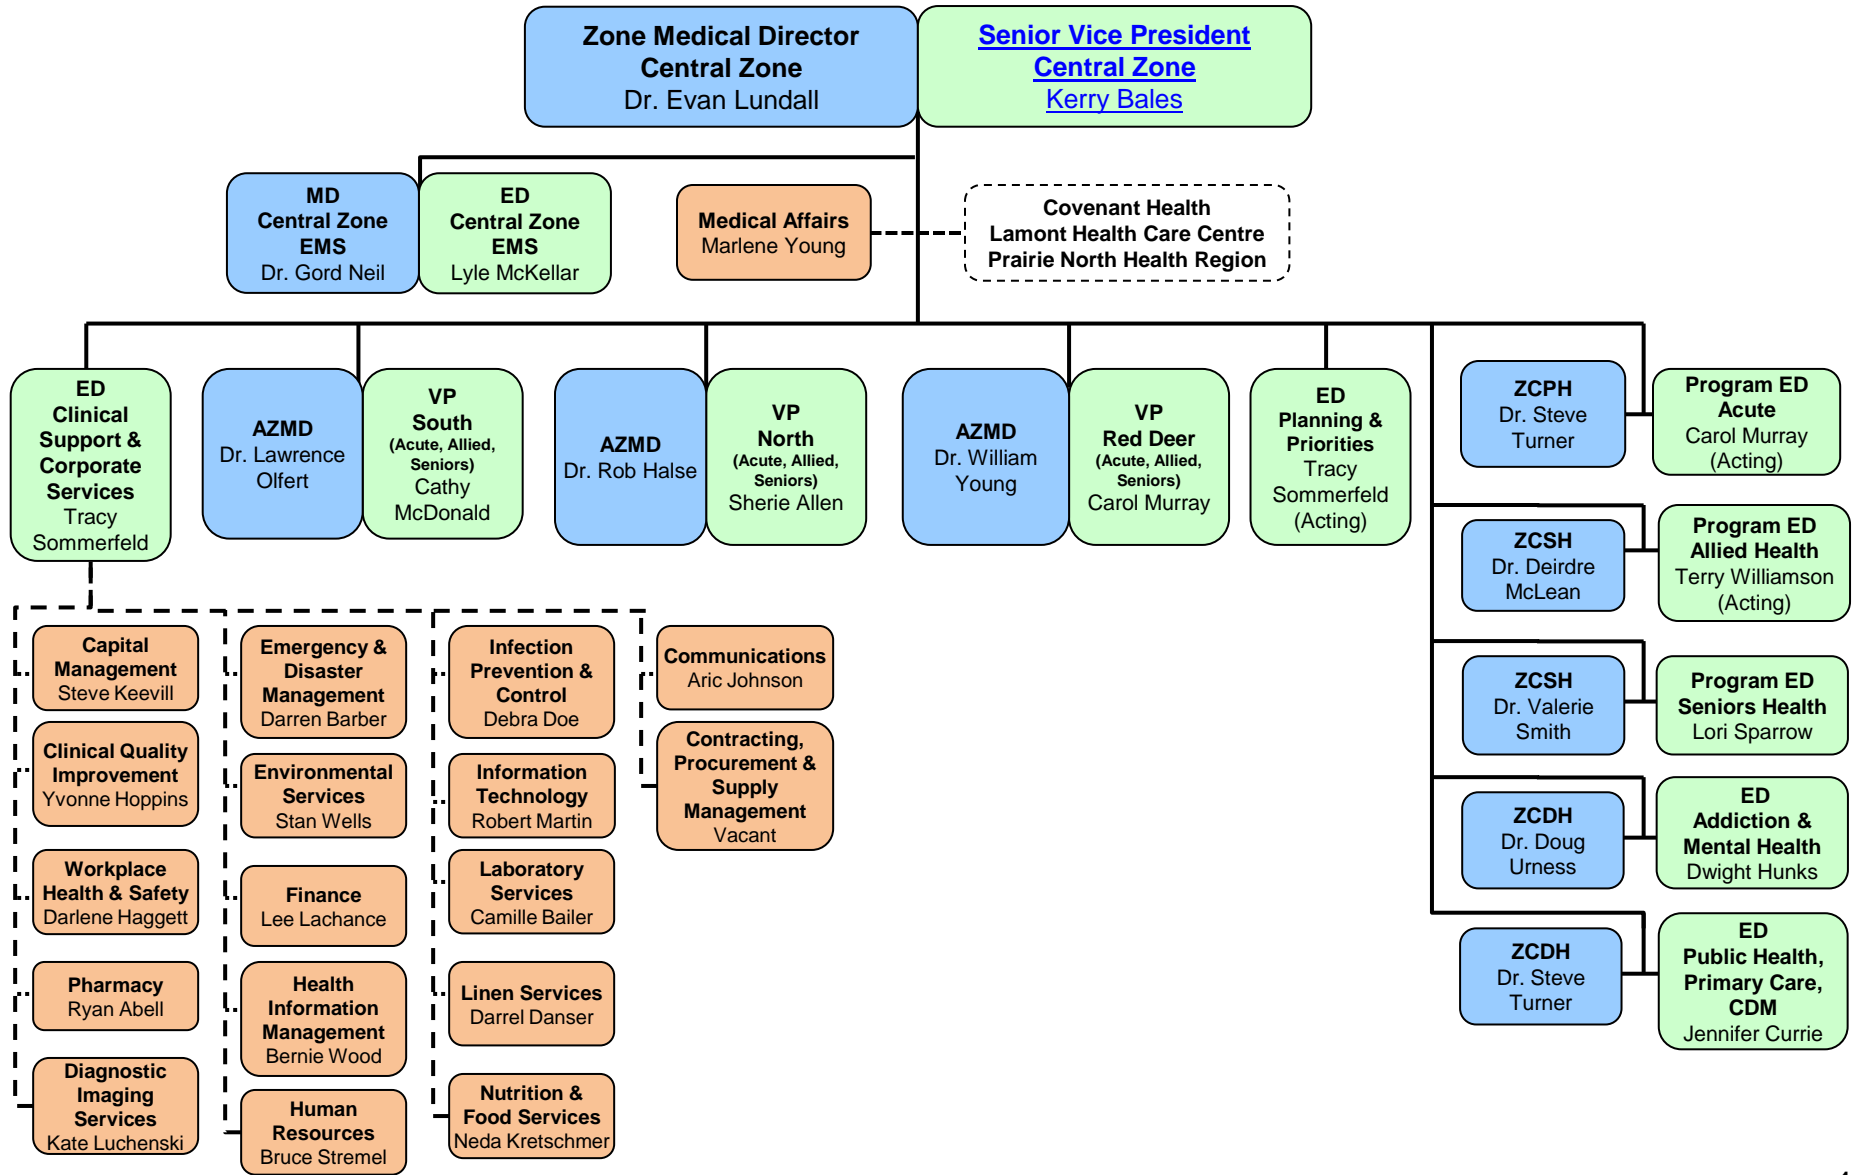 Zone Medical Director
Central Zone
Dr. Evan Lundall
Senior Vice President
Central Zone
Kerry Bales
MD
Central Zone
EMS
Dr. Gord Neil
ED
Central Zone
EMS
Lyle McKellar
Medical Affairs
Marlene Young
Covenant Health
Lamont Health Care Centre
Prairie North Health Region
ED
Clinical
Support &
Corporate
Services
Tracy
Sommerfeld
AZMD
Dr. Lawrence
Olfert
VP
South
(Acute, Allied,
Seniors)
Cathy
McDonald
AZMD
Dr. Rob Halse
VP
North
(Acute, Allied,
Seniors)
Sherie Allen
AZMD
Dr. William
Young
VP
Red Deer
(Acute, Allied,
Seniors)
Carol Murray
ED
Planning &
Priorities
Tracy
Sommerfeld
(Acting)
ZCPH
Dr. Steve
Turner
Program ED
Acute
Carol Murray
(Acting)
ZCSH
Dr. Deirdre
McLean
Program ED
Allied Health
Terry Williamson
(Acting)
ZCSH
Dr. Valerie
Smith
Program ED
Seniors Health
Lori Sparrow
ZCDH
Dr. Doug
Urness
ED
Addiction &
Mental Health
Dwight Hunks
ZCDH
Dr. Steve
Turner
ED
Public Health,
Primary Care,
CDM
Jennifer Currie
Capital
Management
Steve Keevill
Clinical Quality
Improvement
Yvonne Hoppins
Workplace
Health & Safety
Darlene Haggett
Pharmacy
Ryan Abell
Diagnostic
Imaging
Services
Kate Luchenski
Emergency &
Disaster
Management
Darren Barber
Environmental
Services
Stan Wells
Finance
Lee Lachance
Health
Information
Management
Bernie Wood
Human
Resources
Bruce Stremel
Infection
Prevention &
Control
Debra Doe
Information
Technology
Robert Martin
Laboratory
Services
Camille Bailer
Linen Services
Darrel Danser
Nutrition &
Food Services
Neda Kretschmer
Communications
Aric Johnson
Contracting,
Procurement &
Supply
Management
Vacant